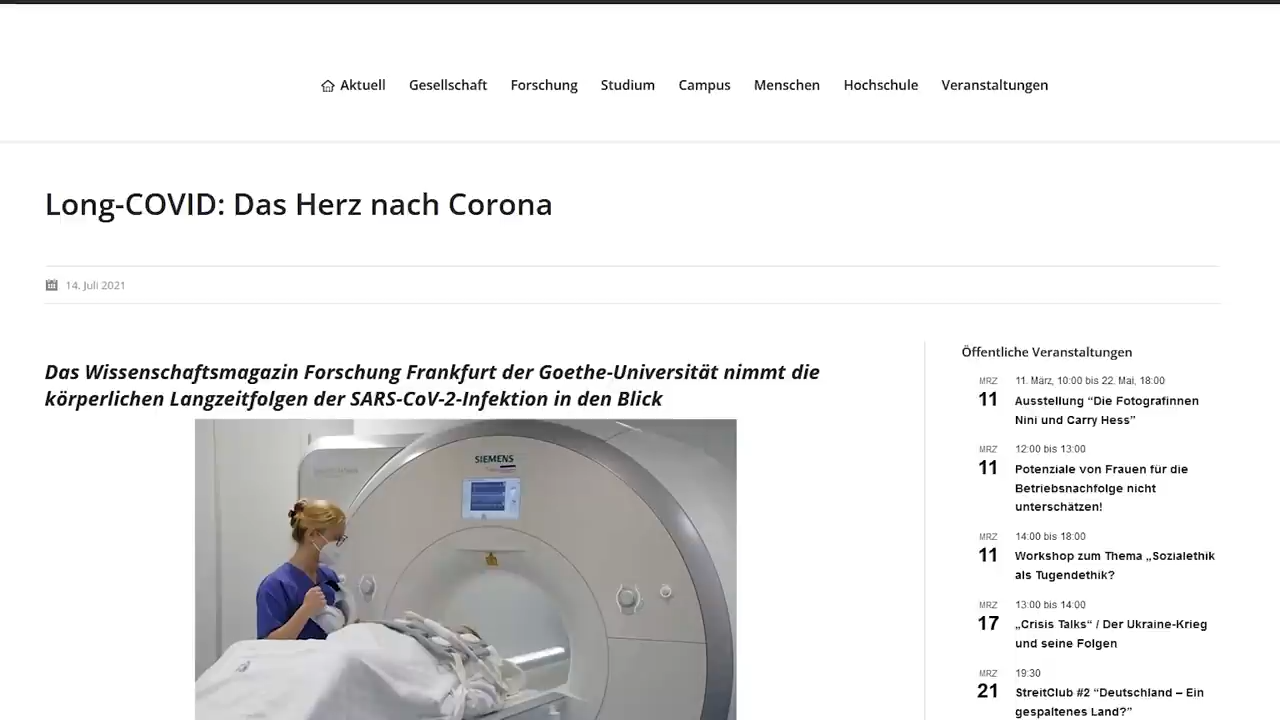 Aktuell Gesellschaft Forschung Studium Campus Menschen Hochschule Veranstaltungen
Long-COVID: Das Herz nach Corona
14. Juli 2021
Das Wissenschaftsmagazin Forschung Frankfurt der Goethe-Universität nimmt die
körperlichen Langzeitfolgen der SARS-CoV-2-Infektion in den Blick
SIEMENS
Öffentliche Veranstaltungen
MRZ 11. März, 10:00 bis 22. Mai, 18:00
11 Ausstellung “Die Fotografinnen
Nini und Carry Hess”
MRZ 12:00 bis 13:00
11 Potenziale von Frauen für die
Betriebsnachfolge nicht
unterschätzen!
MRZ 14:00 bis 18:00
11 Workshop zum Thema „Sozialethik
als Tugendethik?
MRZ 13:00 bis 14:00
17 „Crisis Talks“ / Der Ukraine-Krieg
und seine Folgen
MRZ 19:30
21 StreitClub #2 “Deutschland – Ein
gespaltenes Land?”